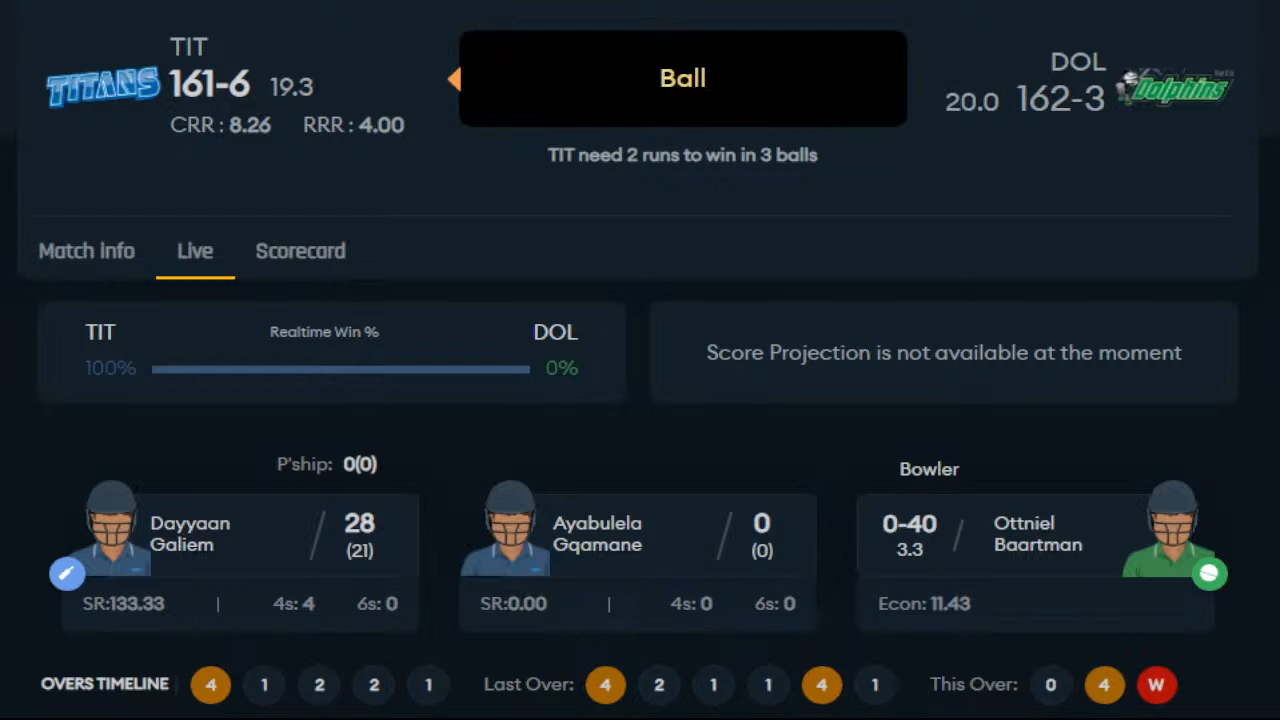 TIT
TITANS
161-6 19.3
CRR : 8.26 RRR : 4.00
Ball
TIT need 2 runs to win in 3 balls
DOL
20.0 162-3
Dolphins
Match info Live Scorecard
TIT Realtime Win % DOL
100% 0%
Score Projection is not available at the moment
P'ship: 0(0)
Dayyaan
Galiem
28
(21)
SR:133.33 | 4s: 4 6s: 0
Ayabulela
Gqamane
0
(0)
SR:0.00 | 4s: 0 6s: 0
Bowler
0-40
3.3
Ottniel
Baartman
Econ: 11.43
OVERS TIMELINE 4 1 2 2 1 Last Over: 4 2 1 1 4 1 This Over: 0 4 W